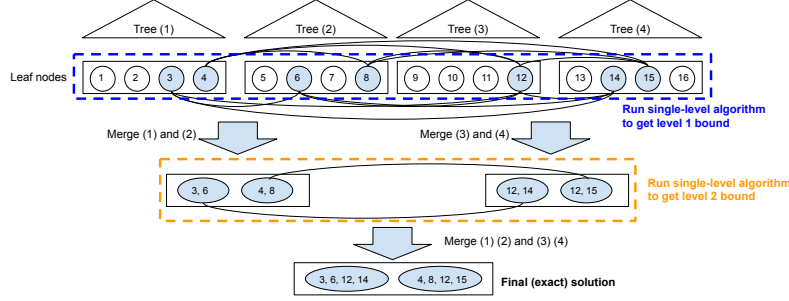 Tree (1) Tree (2) Tree (3) Tree (4)
Leaf nodes 1 2 3 4 5 6 7 8 9 10 11 12 13 14 15 16
Run single-level algorithm
to get level 1 bound
Merge (1) and (2) Merge (3) and (4)
3, 6 4, 8 12, 14 12, 15
Run single-level algorithm
to get level 2 bound
Merge (1) (2) and (3) (4)
3, 6, 12, 14 4, 8, 12, 15 Final (exact) solution